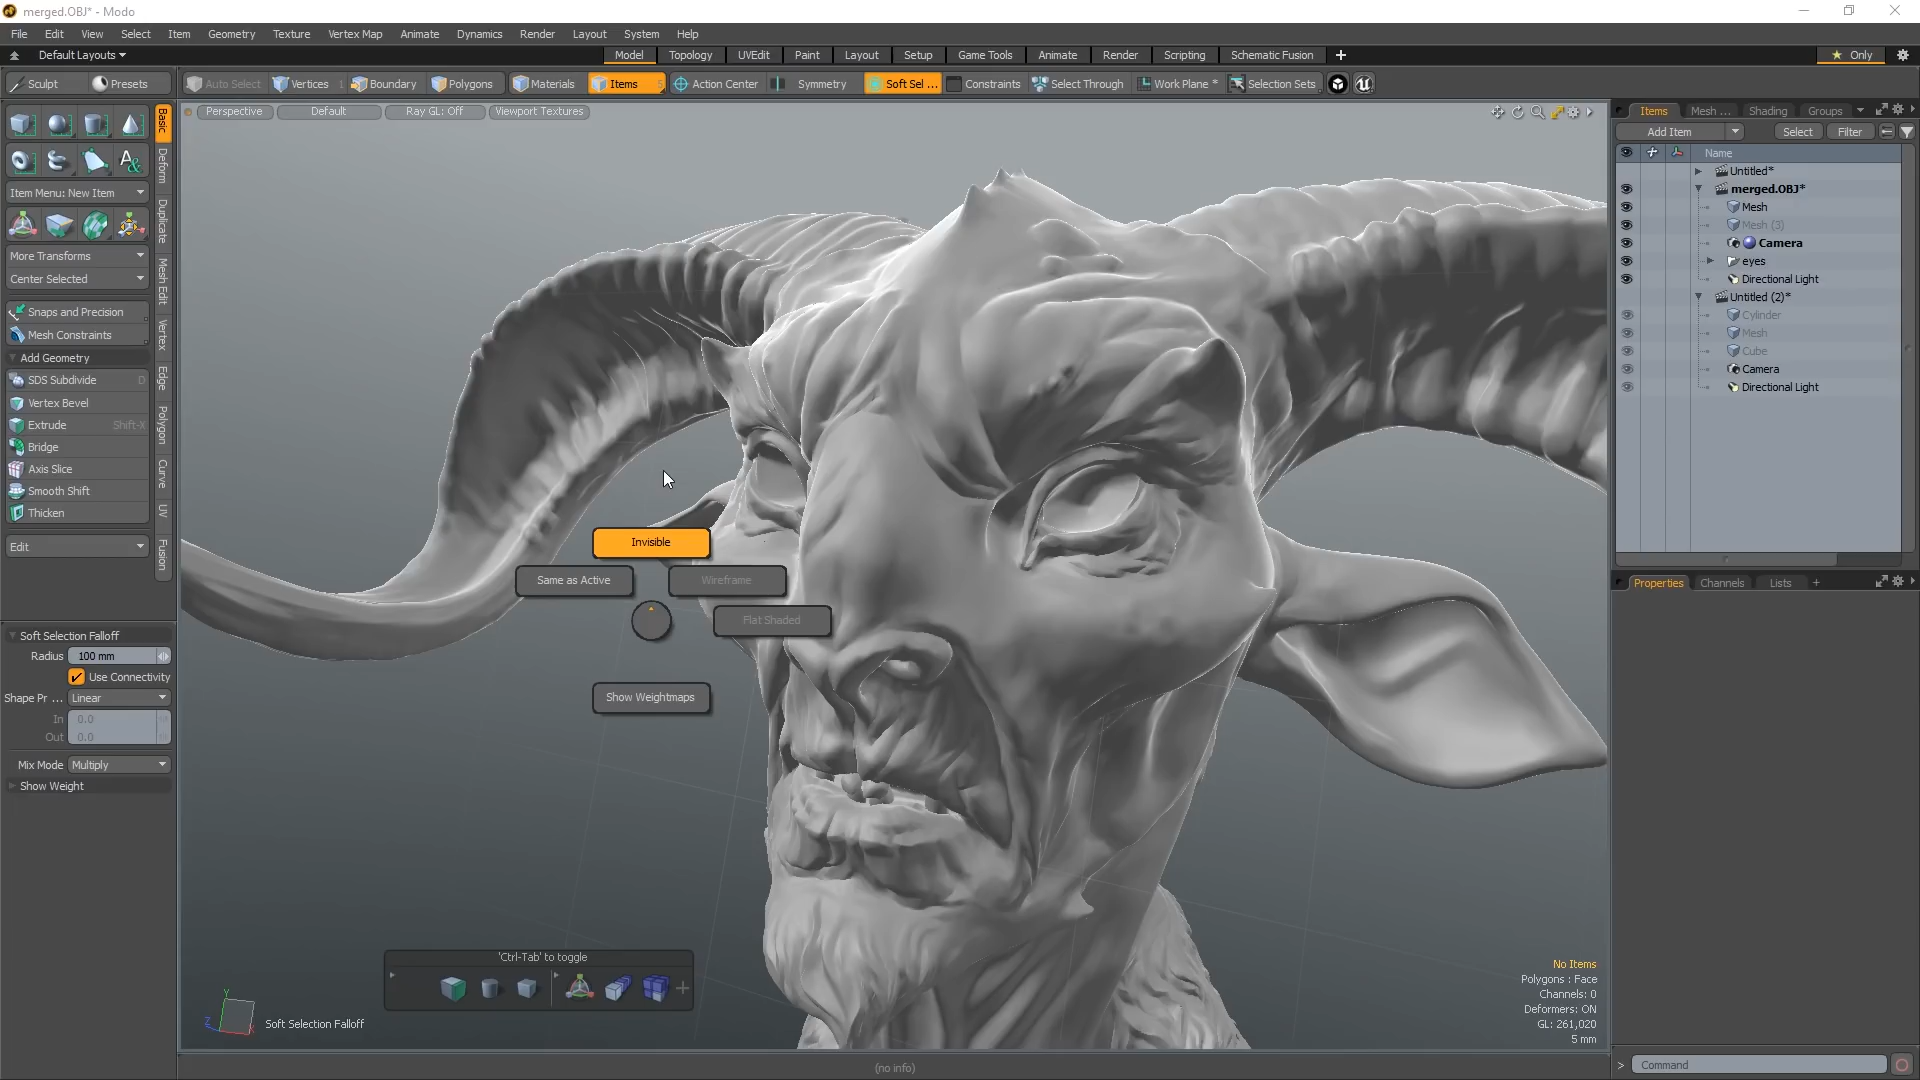 merged.OBJ* - Modo
File Edit View Select Item Geometry Texture Vertex Map Animate Dynamics Render Layout System Help
Default Layouts
Model Topology UVEdit Paint Layout Setup Game Tools Animate Render Scripting Schematic Fusion
Only
Sculpt Presets
Auto Select Vertices 1 Boundary Polygons Materials Items 5 Action Center Symmetry Soft Sel ... Constraints Select Through Work Plane * Selection Sets
Perspective Default Ray GL: Off Viewport Textures
Item Menu: New Item
More Transforms
Center Selected
Snaps and Precision
Mesh Constraints
Add Geometry
SDS Subdivide D
Vertex Bevel
Extrude Shift-X
Bridge
Axis Slice
Smooth Shift
Thicken
Edit
Basic
Deform
Duplicate
Mesh Edit
Vertex
Edge
Polygon
Curve
UV
Fusion
Soft Selection Falloff
Radius 100 mm
Use Connectivity
Shape Pr ... Linear
In 0.0
Out 0.0
Mix Mode Multiply
Show Weight
Invisible
Same as Active
Wireframe
Flat Shaded
Show Weightmaps
'Ctrl-Tab' to toggle
Y
Z
X
Soft Selection Falloff
No Items
Polygons : Face
Channels: 0
Deformers: ON
GL: 261,020
5 mm
(no info)
Items Mesh ... Shading Groups
Add Item Select Filter
Name
Untitled*
merged.OBJ*
Mesh
Mesh (3)
Camera
eyes
Directional Light
Untitled (2)*
Cylinder
Mesh
Cube
Camera
Directional Light
Properties Channels Lists +
> Command